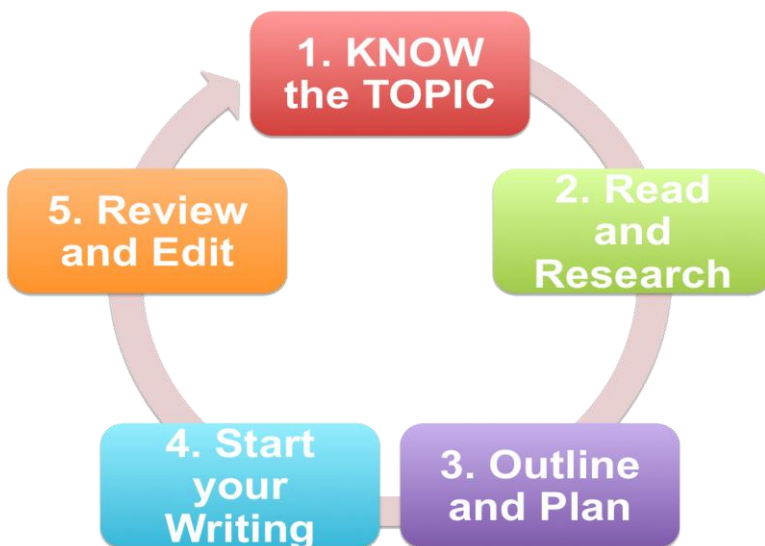 1. KNOW
the TOPIC
2. Read
and
Research
3. Outline
and Plan
4. Start
your
Writing
5. Review
and Edit